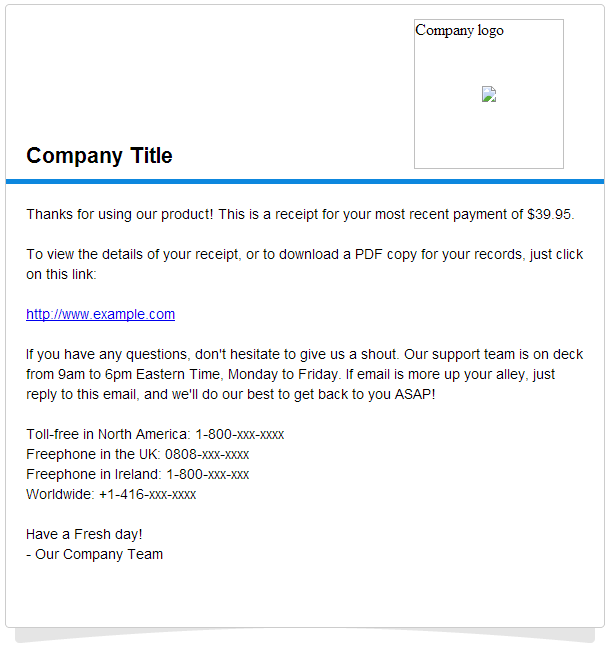 Company logo
Company Title
Thanks for using our product! This is a receipt for your most recent payment of $39.95.
To view the details of your receipt, or to download a PDF copy for your records, just click
on this link:
http://www.example.com
If you have any questions, don't hesitate to give us a shout. Our support team is on deck
from 9am to 6pm Eastern Time, Monday to Friday. If email is more up your alley, just
reply to this email, and we'll do our best to get back to you ASAP!
Toll-free in North America: 1-800-xxx-xxxx
Freephone in the UK: 0808-xxx-xxxx
Freephone in Ireland: 1-800-xxx-xxx
Worldwide: +1-416-xxx-xxxx
Have a Fresh day!
- Our Company Team